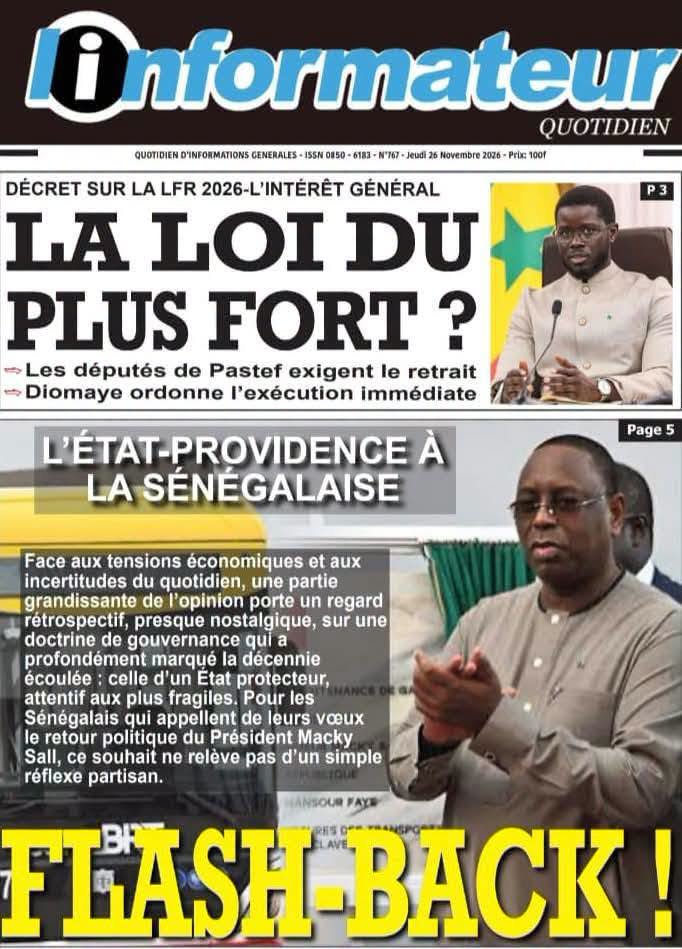 l'informateur
QUOTIDIEN
QUOTIDIEN D'INFORMATIONS GENERALES - ISSN 0850 - 6183 - N°767 - Jeudi 26 Novembre 2026 - Prix: 100f
DÉCRET SUR LA LFR 2026-L'INTÉRÊT GÉNÉRAL
P 3
LA LOI DU
PLUS FORT ?
⇨Les députés de Pastef exigent le retrait
⇨Diomaye ordonne l'exécution immédiate
Page 5
L'ÉTAT-PROVIDENCE À
LA SÉNÉGALAISE
Face aux tensions économiques et aux
incertitudes du quotidien, une partie
grandissante de l'opinion porte un regard
rétrospectif, presque nostalgique, sur une
doctrine de gouvernance qui a
profondément marqué la décennie
écoulée : celle d'un État protecteur,
attentif aux plus fragiles. Pour les
Sénégalais qui appellent de leurs vœux
le retour politique du Président Macky
Sall, ce souhait ne relève pas d'un simple
réflexe partisan.
MANSOUR FAYE
BRT
FLASH-BACK !